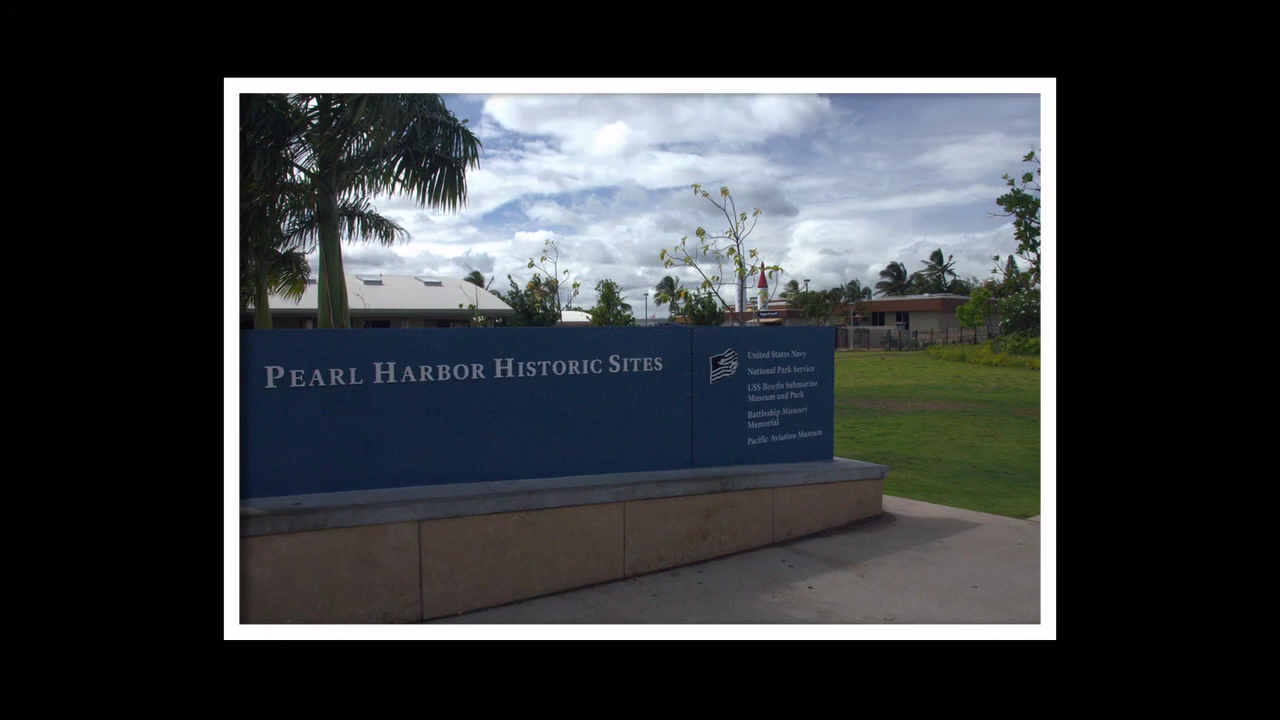 PEARL HARBOR HISTORIC SITES
United States Navy
National Park Service
USS Bowfin Submarine
Museum and Park
Battleship Missouri
Memorial
Pacific Aviation Museum